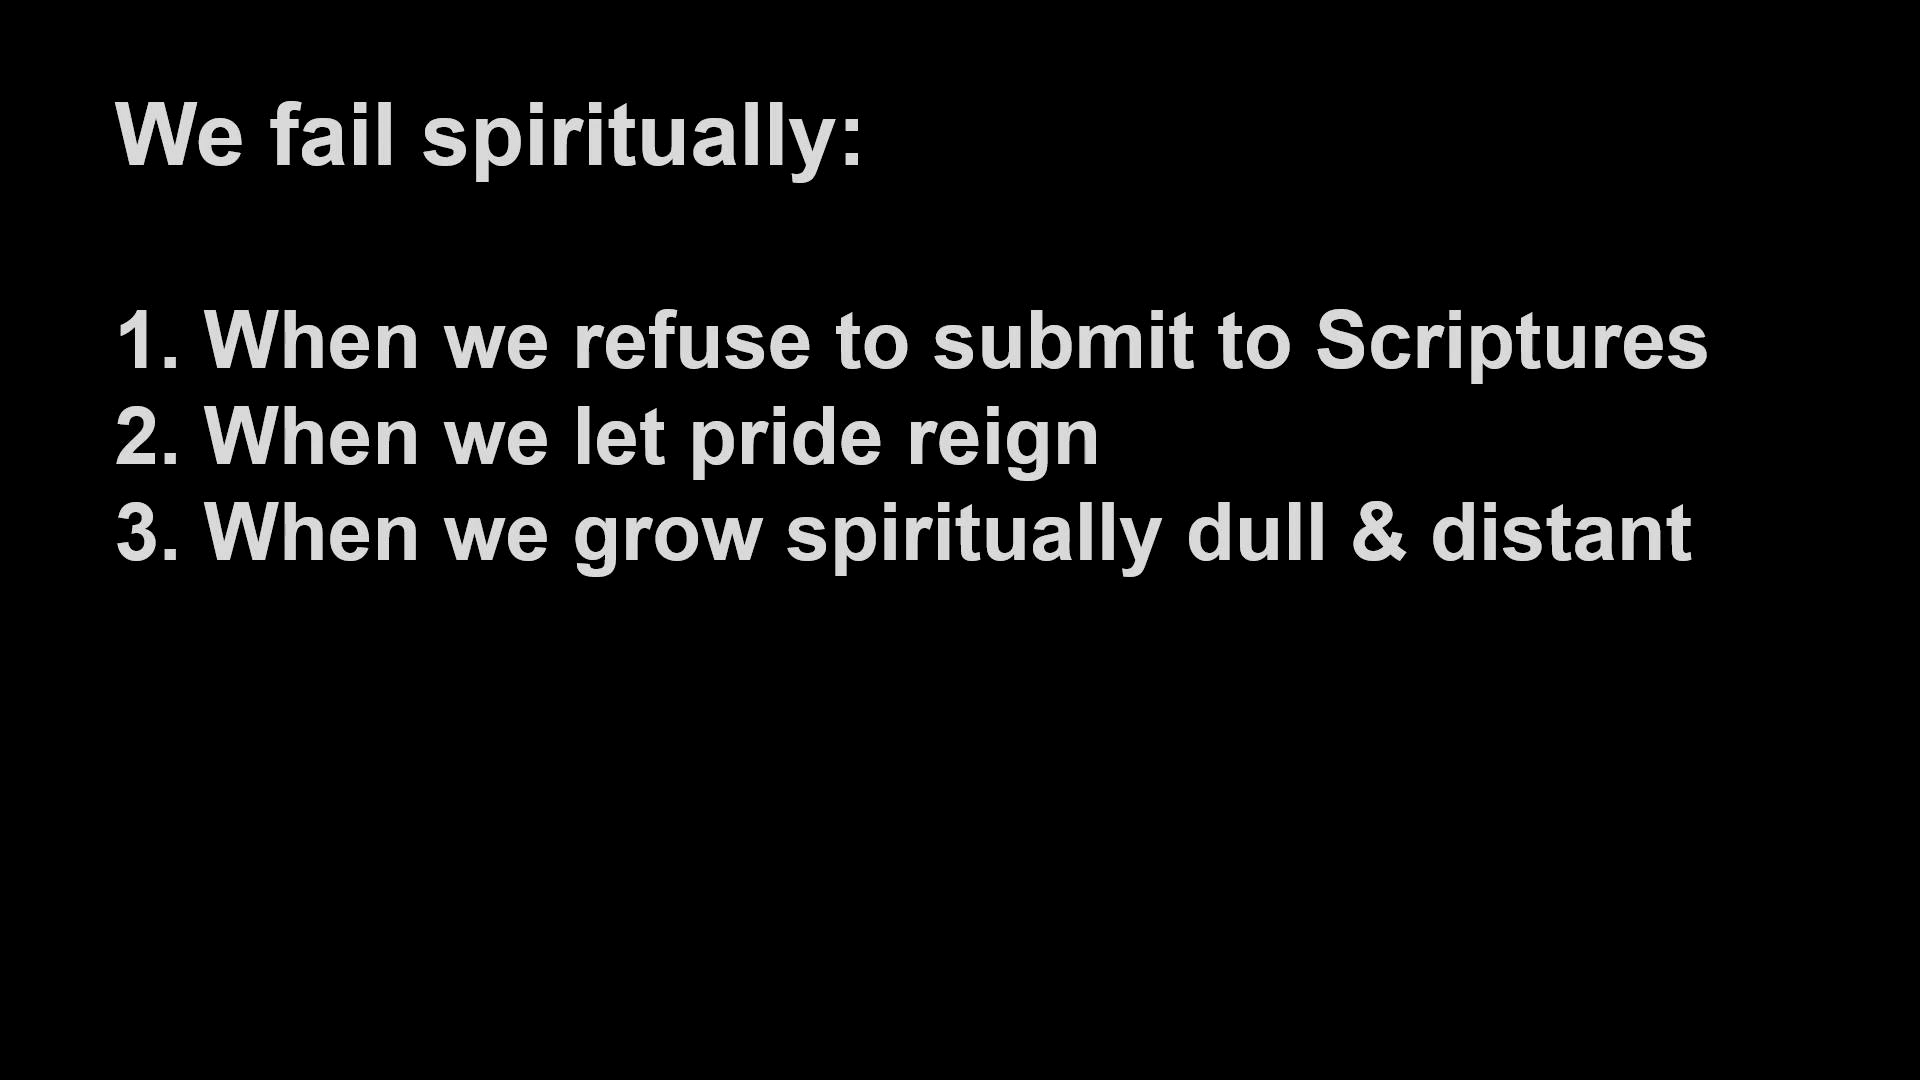 We fail spiritually:
1. When we refuse to submit to Scriptures
2. When we let pride reign
3. When we grow spiritually dull & distant